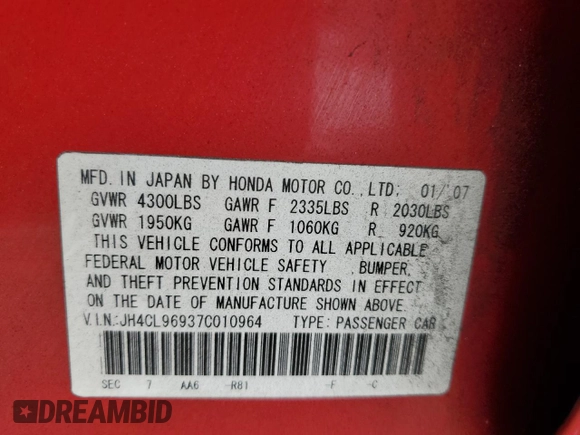 MFD. IN JAPAN BY HONDA MOTOR CO., LTD. 01/'07
GVWR 4300LBS GAWR F 2335LBS R 2030LBS
GVWR 1950KG GAWR F 1060KG R 920KG
THIS VEHICLE CONFORMS TO ALL APPLICABLE
FEDERAL MOTOR VEHICLE SAFETY , BUMPER,
AND THEFT PREVENTION STANDARDS IN EFFECT
ON THE DATE OF MANUFACTURE SHOWN ABOVE.
V.I.N.:JH4CL96937C010964 TYPE: PASSENGER CAR
SEC 7 AA6 -R81 -F -C
DREAMBID